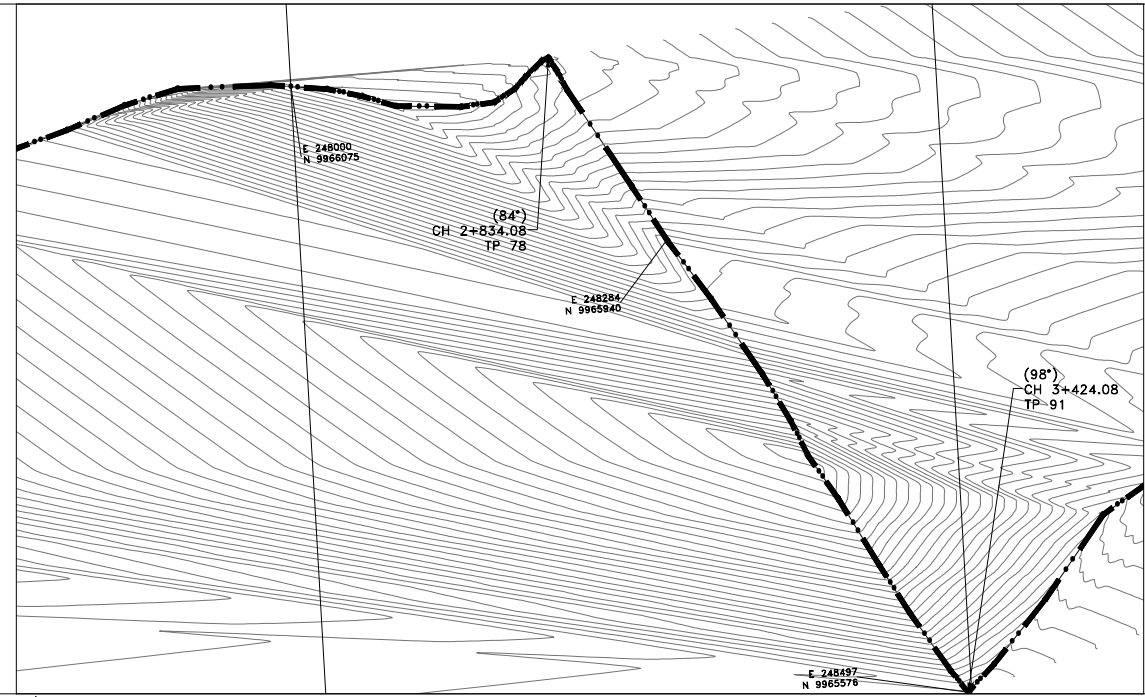 E 248000
N 9966075
(84°)
CH 2+834.08
TP 78
E 248284
N 9965940
(98°)
CH 3+424.08
TP 91
E 248497
N 9965576